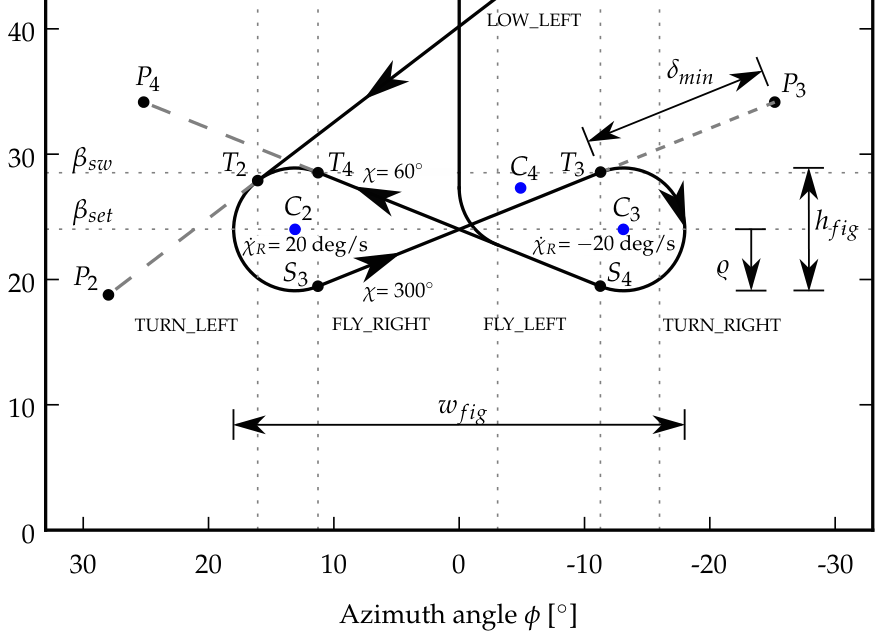 40
LOW_LEFT
P4
δmin
P3
30
βsw
T2
T4
χ= 60°
C4
T3
βset
C2
C3
hfig
χ̇R= 20 deg/s
χ̇R= −20 deg/s
P2
20
S3
χ= 300°
S4
ϱ
TURN_LEFT
FLY_RIGHT
FLY_LEFT
TURN_RIGHT
10
wfig
0
30
20
10
0
-10
-20
-30
Azimuth angle ϕ [°]